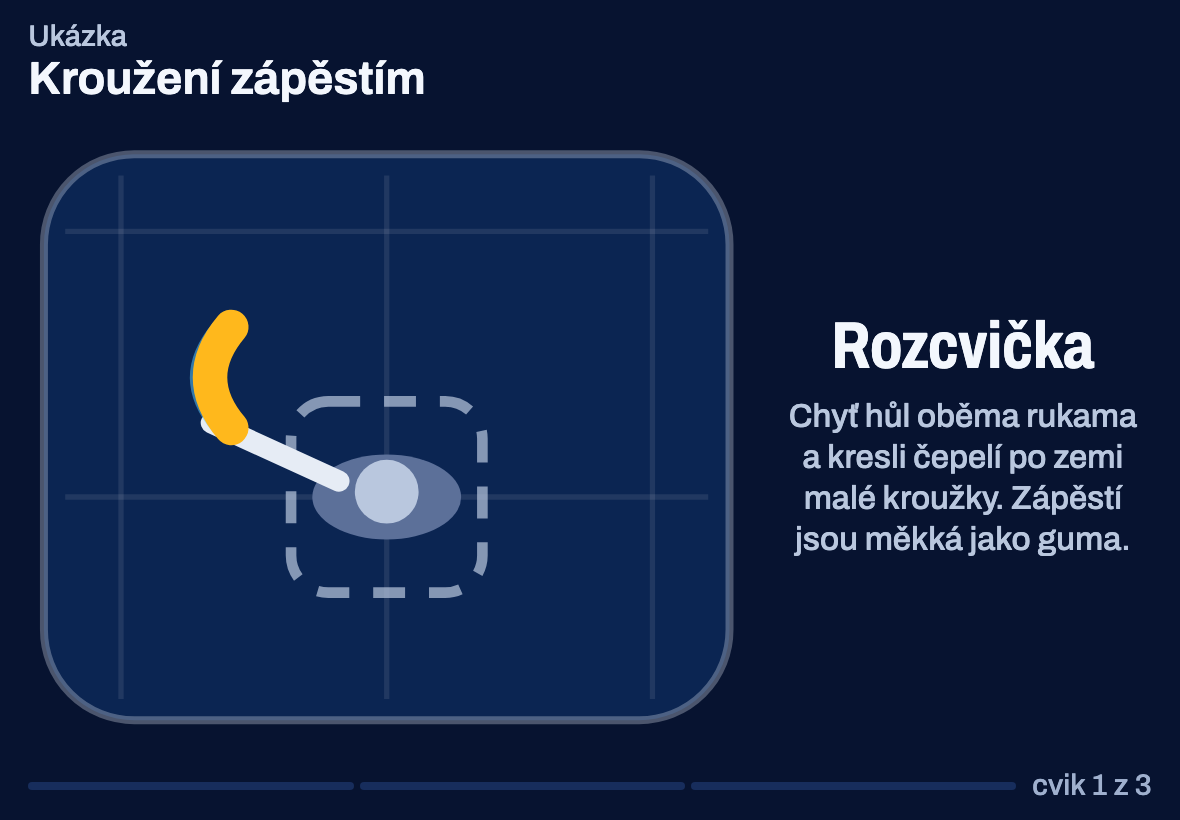 Ukázka
Kroužení zápěstím
Rozcvička
Chyť hůl oběma rukama
a kresli čepelí po zemi
malé kroužky. Zápěstí
jsou měkká jako guma.
cvik 1 z 3